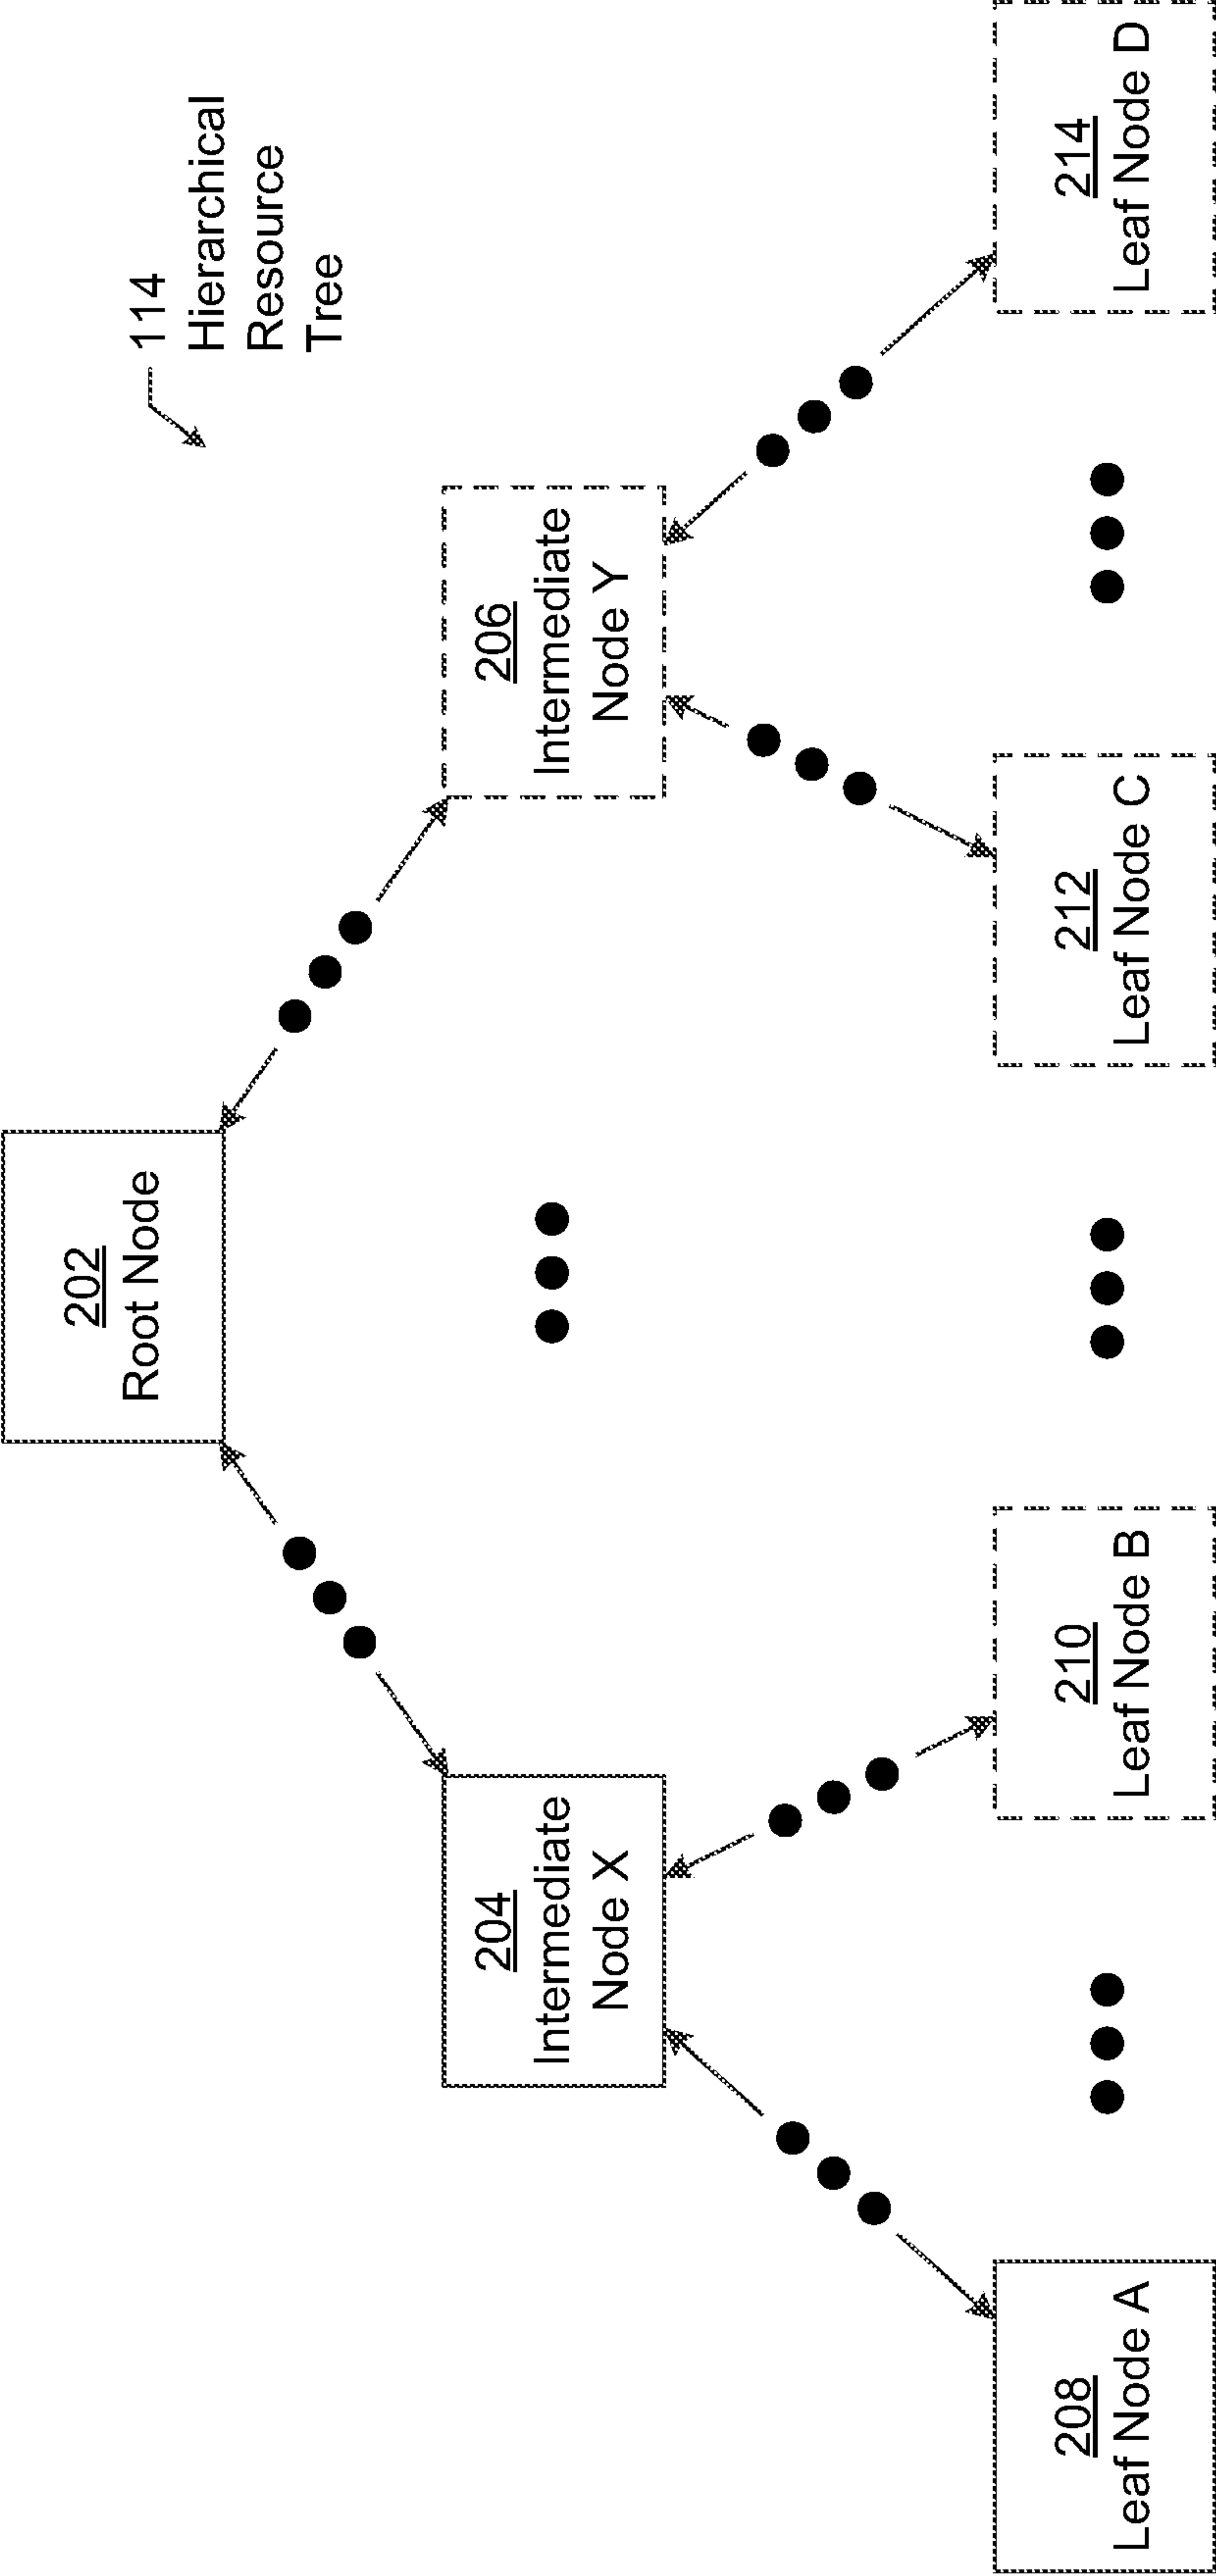 114
Hierarchical
Resource
Tree
202
Root Node
204
Intermediate
Node X
206
Intermediate
Node Y
208
Leaf Node A
210
Leaf Node B
212
Leaf Node C
214
Leaf Node D